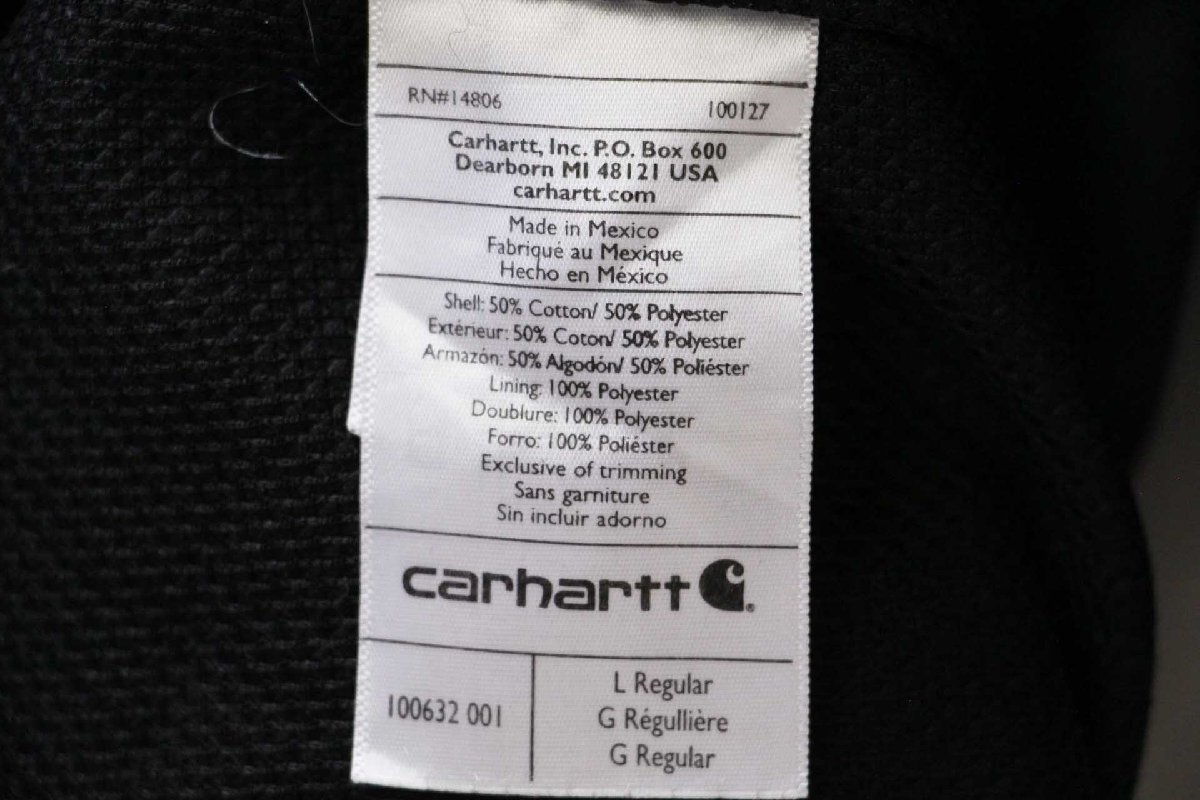 RN#14806 100127
Carhartt, Inc. P.O. Box 600
Dearborn MI 48121 USA
carhartt.com
Made in Mexico
Fabriqué au Mexique
Hecho en México
Shell: 50% Cotton/ 50% Polyester
Extérieur: 50% Coton/ 50% Polyester
Armazón: 50% Algodón/ 50% Poliéster
Lining: 100% Polyester
Doublure: 100% Polyester
Forro: 100% Poliéster
Exclusive of trimming
Sans garniture
Sin incluir adorno
carhartt
100632 001
L Regular
G Régullière
G Regular